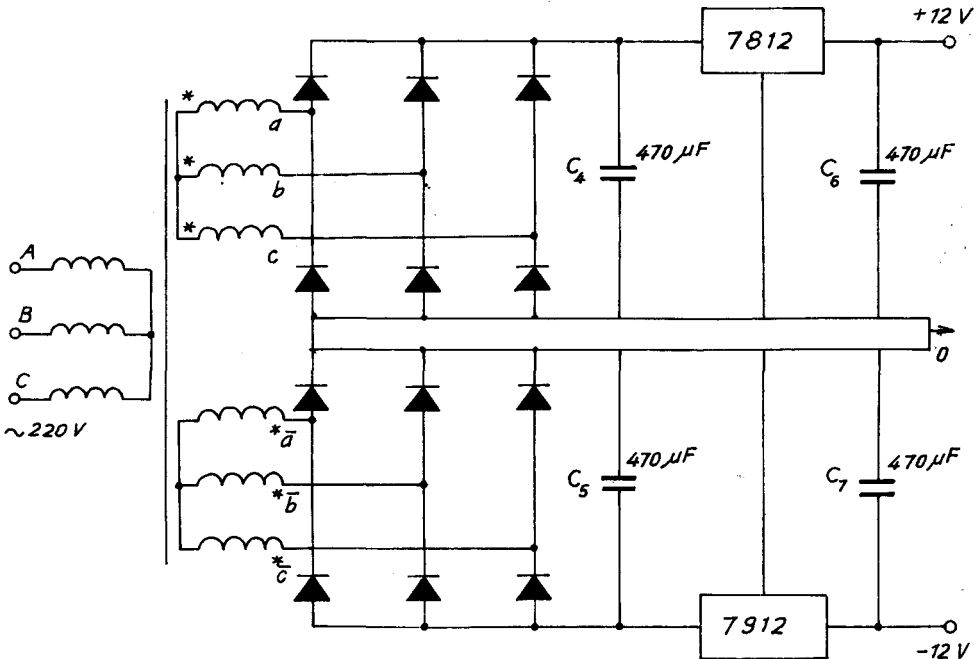 +12 V
7812
*
a
*
b
*
c
C4
470 μF
C6
470 μF
A
B
C
~220 V
0
* a̅
* b̅
* c̅
C5
470 μF
C7
470 μF
7912
-12 V